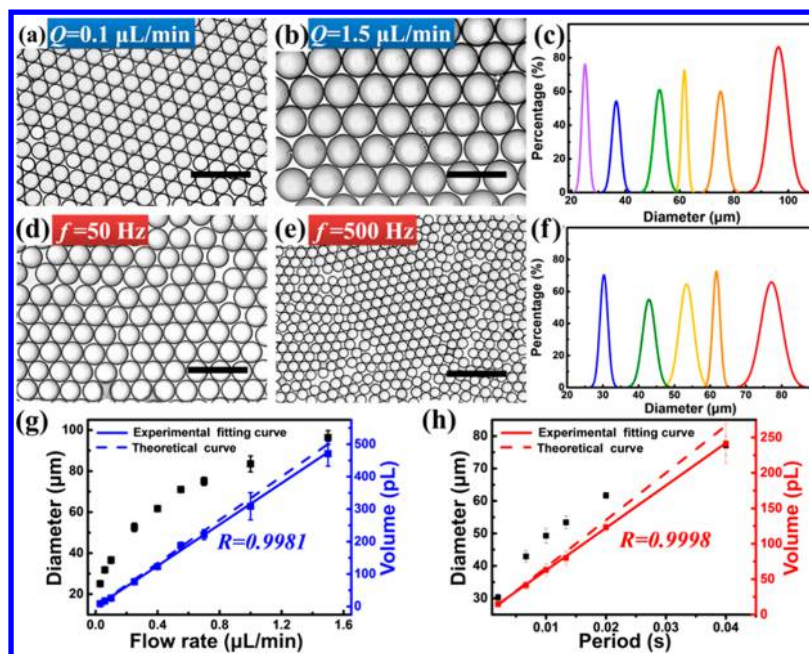 (a) Q=0.1 μL/min
(b) Q=1.5 μL/min
(c)
Percentage (%)
80
60
40
20
0
20 40 60 80 100
Diameter (μm)
(d) f=50 Hz
(e) f=500 Hz
(f)
Percentage (%)
80
60
40
20
0
20 30 40 50 60 70 80
Diameter (μm)
(g)
Experimental fitting curve
Theoretical curve
R=0.9981
Diameter (μm)
100
80
60
40
20
Volume (pL)
500
400
300
200
100
0
0.0 0.4 0.8 1.2 1.6
Flow rate (μL/min)
(h)
Experimental fitting curve
Theoretical curve
R=0.9998
Diameter (μm)
80
70
60
50
40
30
Volume (pL)
250
200
150
100
50
0
0.01 0.02 0.03 0.04
Period (s)